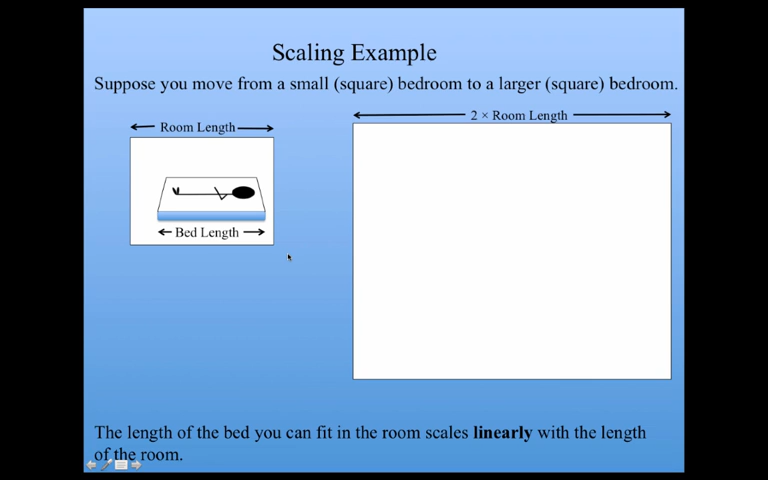 Scaling Example
Suppose you move from a small (square) bedroom to a larger (square) bedroom.
Room Length
2 × Room Length
Bed Length
The length of the bed you can fit in the room scales linearly with the length
of the room.